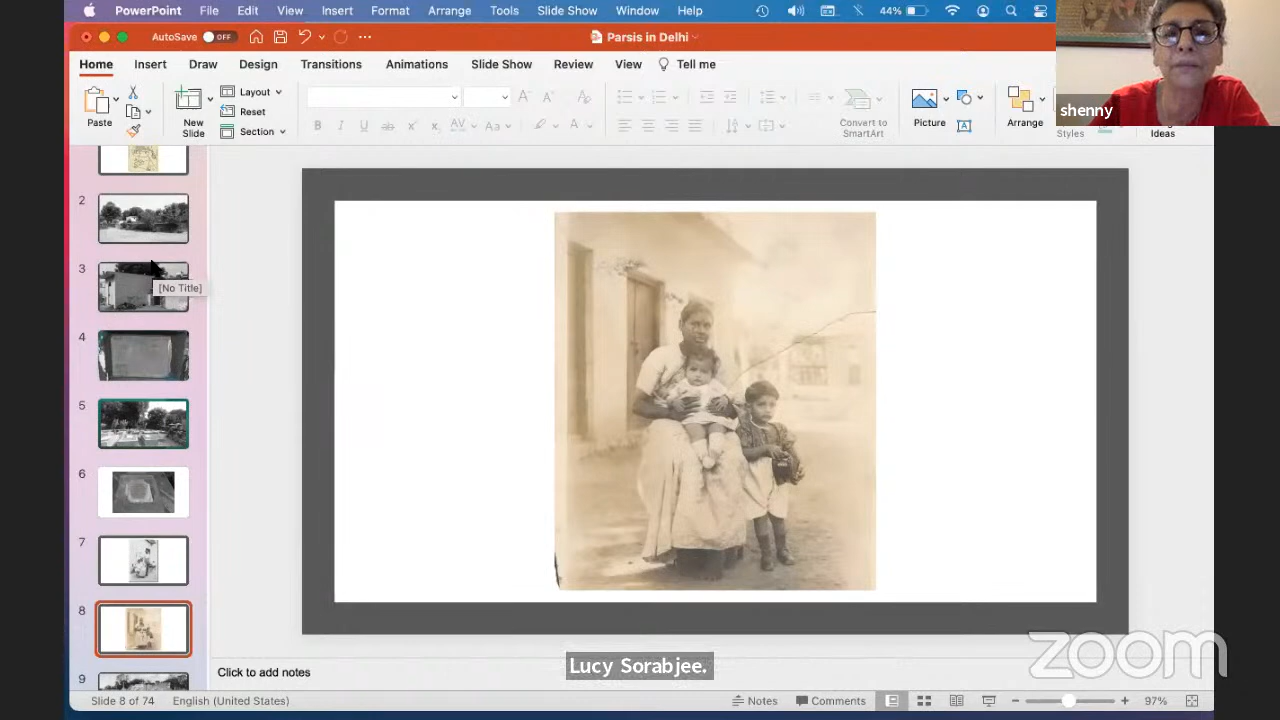 PowerPoint File Edit View Insert Format Arrange Tools Slide Show Window Help 44%
AutoSave OFF Parsis in Delhi
Home Insert Draw Design Transitions Animations Slide Show Review View Tell me
shenny
Paste
New
Slide
Layout
Reset
Section
B I U ab x x AV Aa A
A A A
Convert to
SmartArt
Picture
A
Arrange
Styles
Ideas
2
3
[No Title]
4
5
6
7
8
9
Lucy Sorabjee.
zoom
Click to add notes
Slide 8 of 74 English (United States) Notes Comments 97%